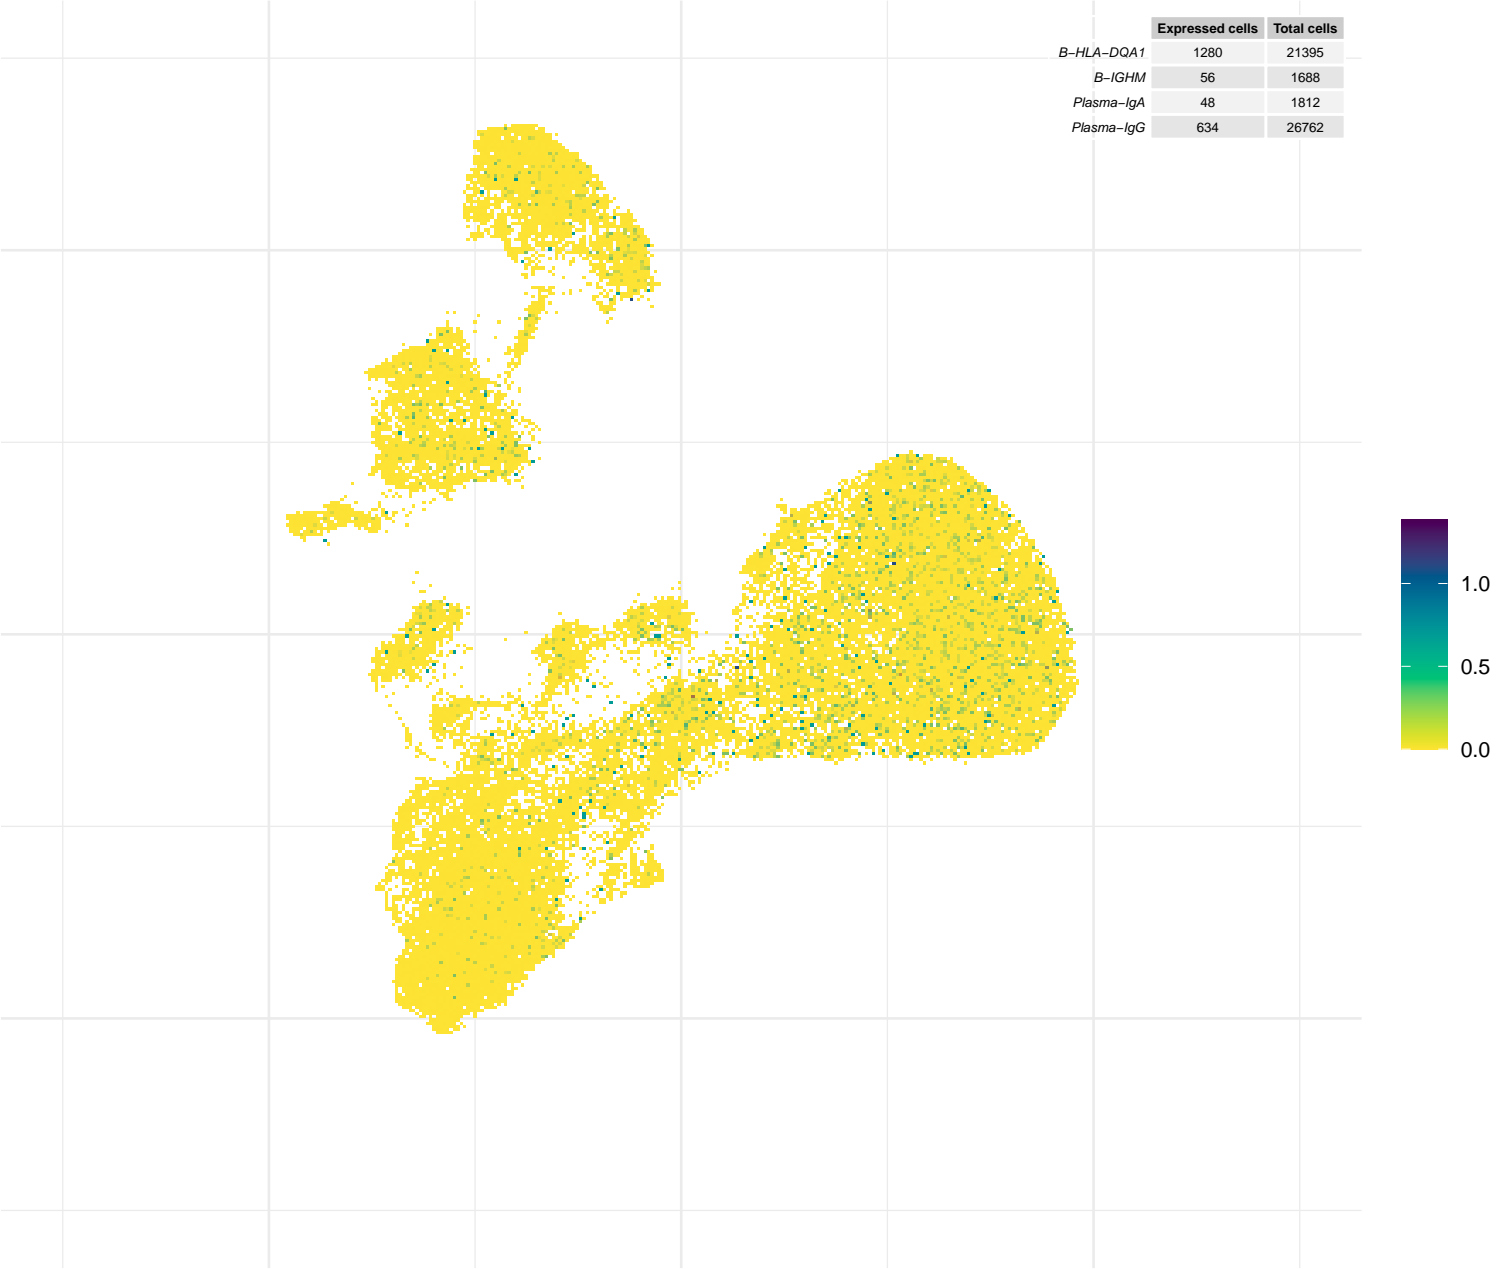 Expressed cells Total cells
B−HLA−DQA1 1280 21395
B−IGHM 56 1688
Plasma−IgA 48 1812
Plasma−IgG 634 26762
1.0
0.5
0.0